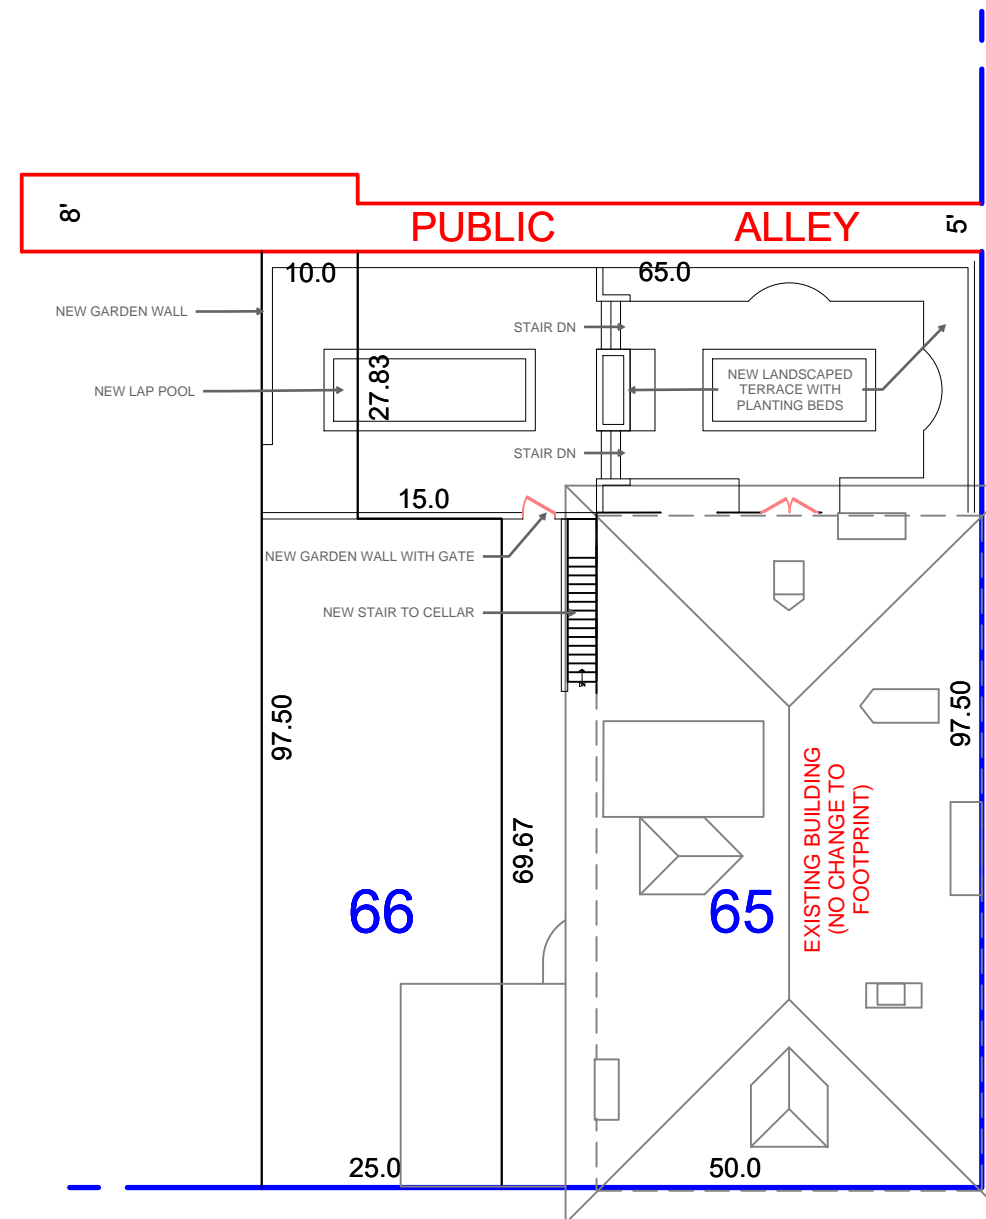 8'
PUBLIC ALLEY
5'
10.0
65.0
NEW GARDEN WALL
STAIR DN
NEW LAP POOL
27.83
NEW LANDSCAPED
TERRACE WITH
PLANTING BEDS
STAIR DN
15.0
NEW GARDEN WALL WITH GATE
NEW STAIR TO CELLAR
97.50
97.50
EXISTING BUILDING
(NO CHANGE TO
FOOTPRINT)
69.67
66
65
25.0
50.0